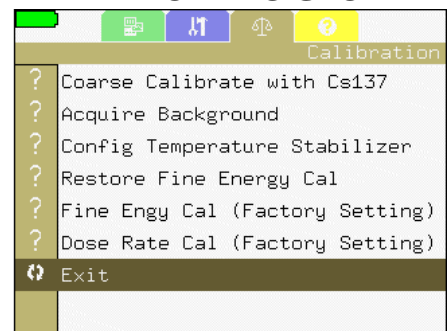 Calibration
? Coarse Calibrate with Cs137
? Acquire Background
? Config Temperature Stabilizer
? Restore Fine Energy Cal
? Fine Engy Cal (Factory Setting)
? Dose Rate Cal (Factory Setting)
Exit